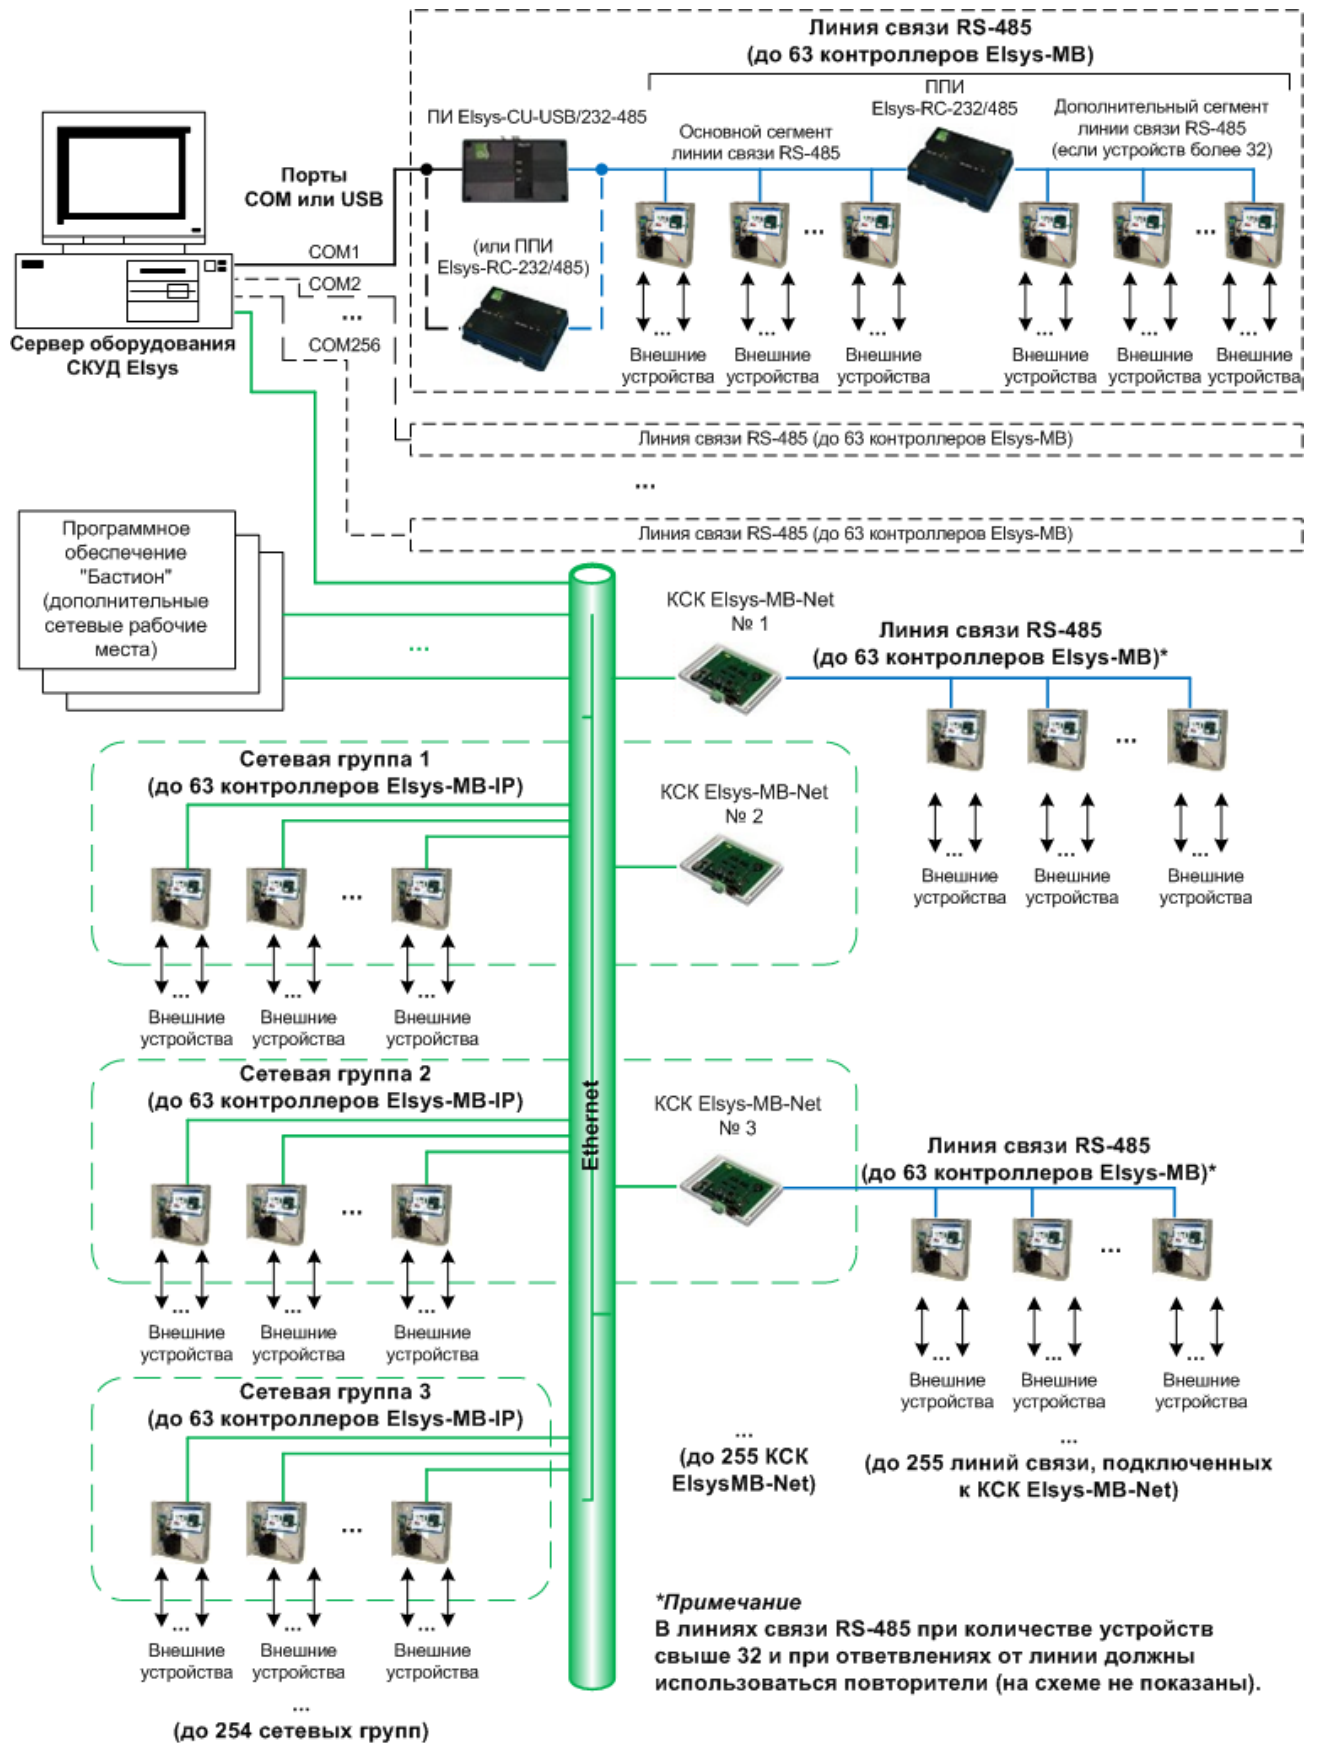 Линия связи RS-485
(до 63 контроллеров Elsys-MB)
ППИ
Elsys-RC-232/485
ПИ Elsys-CU-USB/232-485
Основной сегмент
линии связи RS-485
Дополнительный сегмент
линии связи RS-485
(если устройств более 32)
Порты
COM или USB
COM1
COM2
...
COM256
(или ППИ
Elsys-RC-232/485)
...
...
... ... ... ... ... ...
Внешние
устройства
Внешние
устройства
Внешние
устройства
Внешние
устройства
Внешние
устройства
Внешние
устройства
Сервер оборудования
СКУД Elsys
Линия связи RS-485 (до 63 контроллеров Elsys-MB)
...
Линия связи RS-485 (до 63 контроллеров Elsys-MB)
Программное
обеспечение
"Бастион"
(дополнительные
сетевые рабочие
места)
...
КСК Elsys-MB-Net
№ 1
Линия связи RS-485
(до 63 контроллеров Elsys-MB)*
...
... ... ...
Внешние
устройства
Внешние
устройства
Внешние
устройства
Сетевая группа 1
(до 63 контроллеров Elsys-MB-IP)
КСК Elsys-MB-Net
№ 2
...
... ... ...
Внешние
устройства
Внешние
устройства
Внешние
устройства
Ethernet
Сетевая группа 2
(до 63 контроллеров Elsys-MB-IP)
КСК Elsys-MB-Net
№ 3
Линия связи RS-485
(до 63 контроллеров Elsys-MB)*
...
... ... ...
Внешние
устройства
Внешние
устройства
Внешние
устройства
...
... ... ...
Внешние
устройства
Внешние
устройства
Внешние
устройства
Сетевая группа 3
(до 63 контроллеров Elsys-MB-IP)
...
(до 255 КСК
ElsysMB-Net)
...
(до 255 линий связи, подключенных
к КСК Elsys-MB-Net)
...
... ... ...
Внешние
устройства
Внешние
устройства
Внешние
устройства
...
(до 254 сетевых групп)
*Примечание
В линиях связи RS-485 при количестве устройств
свыше 32 и при ответвлениях от линии должны
использоваться повторители (на схеме не показаны).